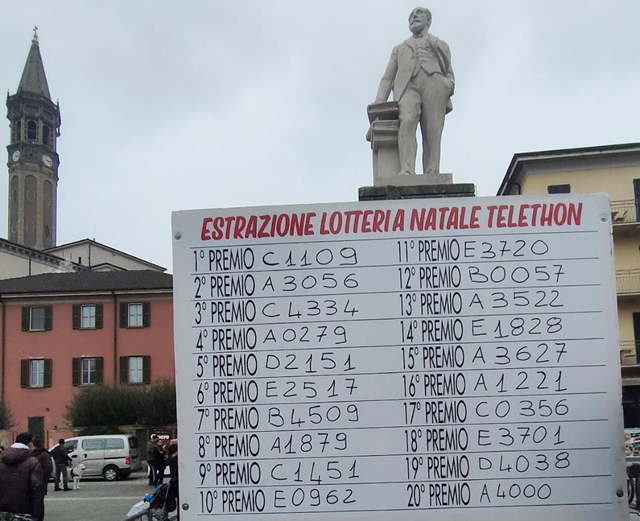 ESTRAZIONE LOTTERIA NATALE TELETHON
1° PREMIO C1109
2° PREMIO A3056
3° PREMIO C4334
4° PREMIO A0279
5° PREMIO D2151
6° PREMIO E2517
7° PREMIO B4509
8° PREMIO A1879
9° PREMIO C1451
10° PREMIO E0962
11° PREMIO E3720
12° PREMIO B0057
13° PREMIO A3522
14° PREMIO E1828
15° PREMIO A3627
16° PREMIO A1221
17° PREMIO C0356
18° PREMIO E3701
19° PREMIO D4038
20° PREMIO A4000